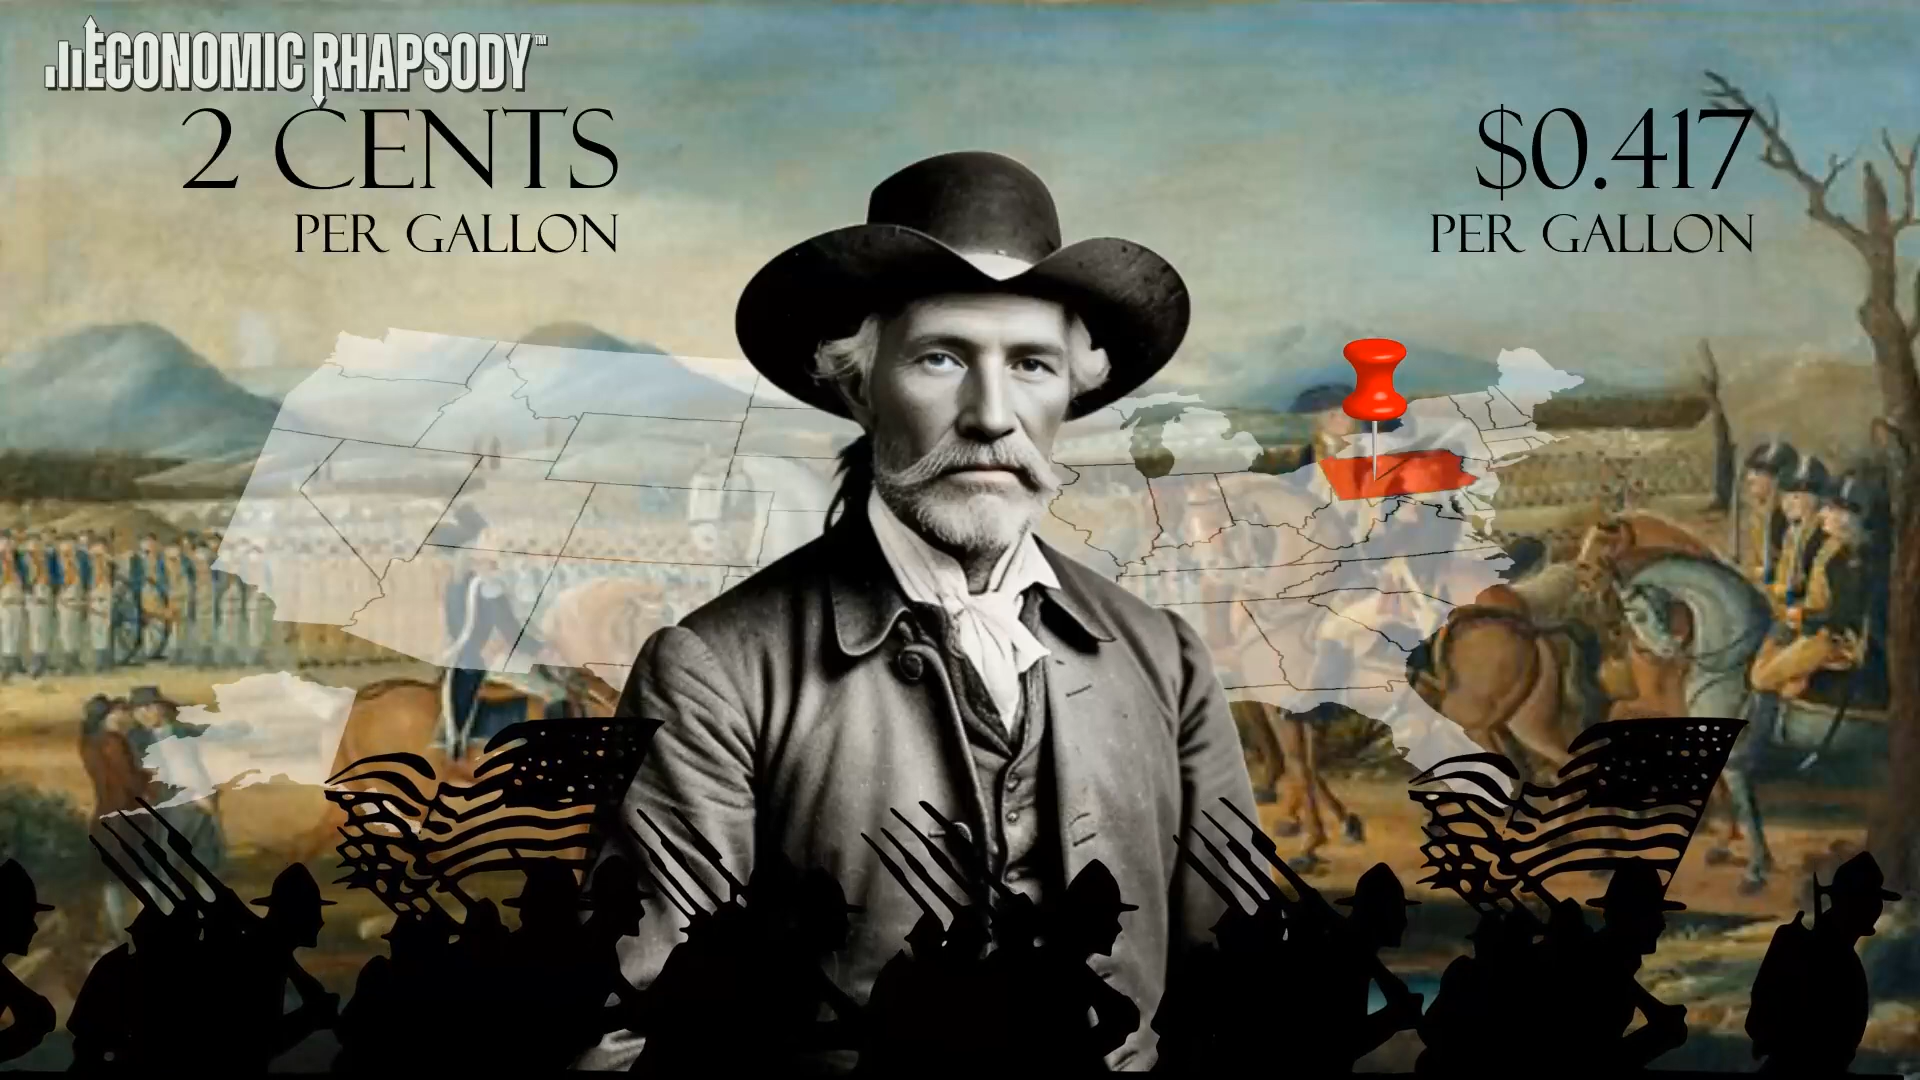 ECONOMIC RHAPSODY™
2 CENTS
PER GALLON
$0.417
PER GALLON